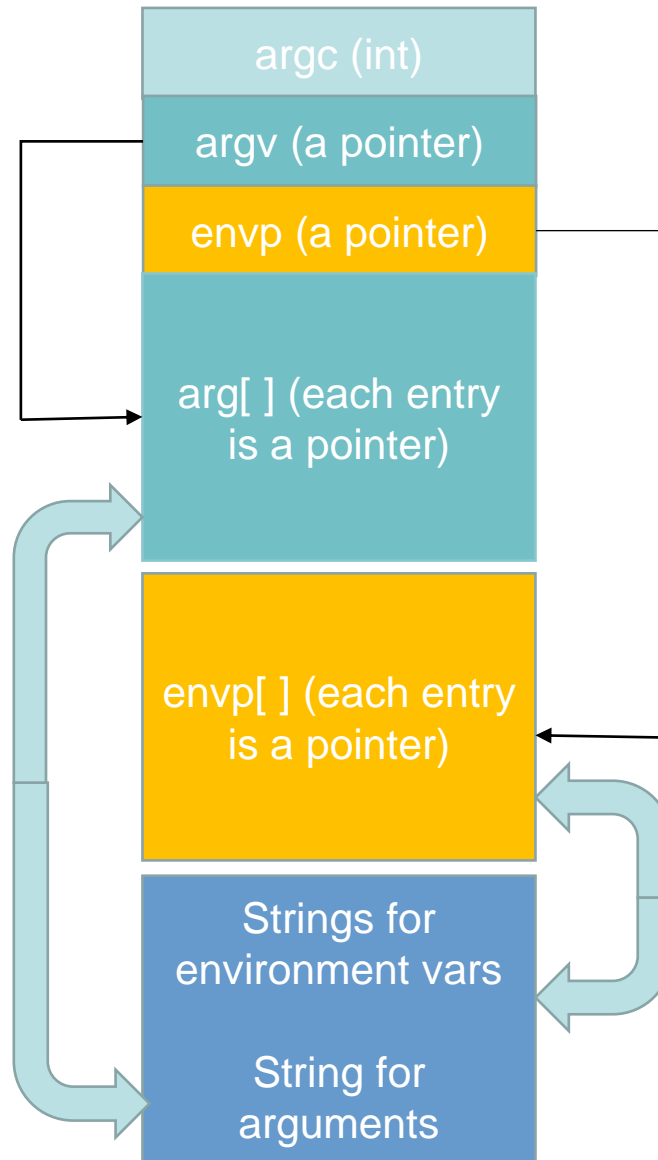 argc (int)
argv (a pointer)
envp (a pointer)
arg[ ] (each entry
is a pointer)
envp[ ] (each entry
is a pointer)
Strings for
environment vars
String for
arguments